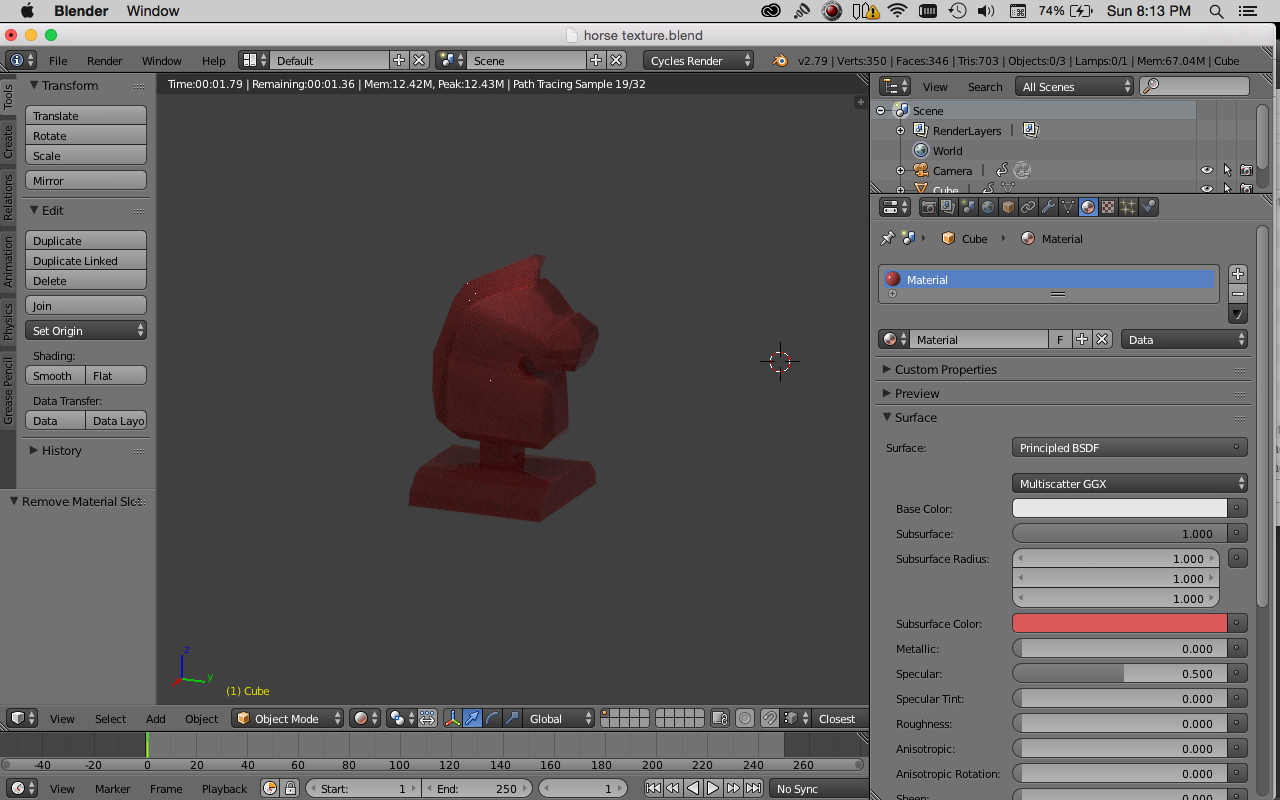 Blender Window 74% Sun 8:13 PM
horse texture.blend
File Render Window Help Default Scene Cycles Render v2.79 | Verts:350 | Faces:346 | Tris:703 | Objects:0/3 | Lamps:0/1 | Mem:67.04M | Cube
Time:00:01.79 | Remaining:00:01.36 | Mem:12.42M, Peak:12.43M | Path Tracing Sample 19/32
Tools
Create
Relations
Animation
Physics
Grease Pencil
Transform
Translate
Rotate
Scale
Mirror
Edit
Duplicate
Duplicate Linked
Delete
Join
Set Origin
Shading:
Smooth Flat
Data Transfer:
Data Data Layo
History
Remove Material Slot
z
y
(1) Cube
View Select Add Object Object Mode Global Closest
-40 -20 0 20 40 60 80 100 120 140 160 180 200 220 240 260
View Marker Frame Playback Start: 1 End: 250 1 No Sync
View Search All Scenes
Scene
RenderLayers |
World
Camera |
Cube
Cube Material
Material
Material F Data
Custom Properties
Preview
Surface
Surface: Principled BSDF
Multiscatter GGX
Base Color:
Subsurface: 1.000
Subsurface Radius: 1.000
1.000
1.000
Subsurface Color:
Metallic: 0.000
Specular: 0.500
Specular Tint: 0.000
Roughness: 0.000
Anisotropic: 0.000
Anisotropic Rotation: 0.000
Sheen: 0.000